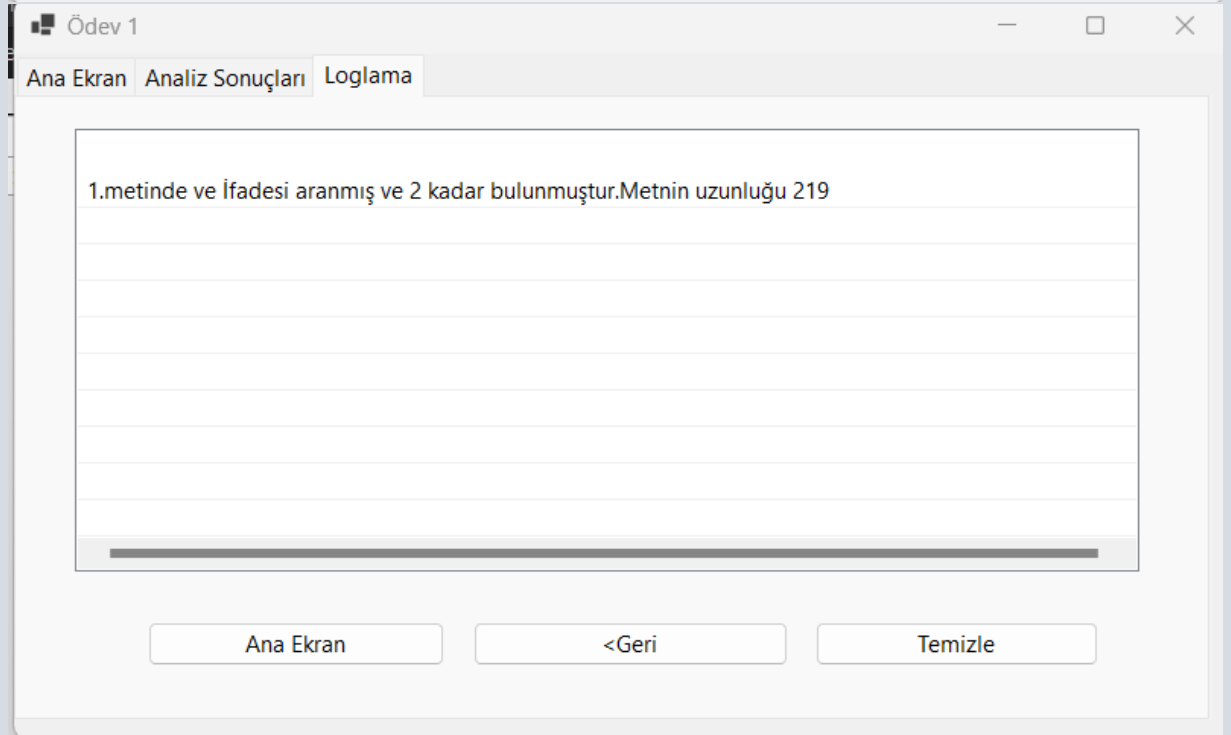 Ödev 1
Ana Ekran Analiz Sonuçları Loglama
1.metinde ve İfadesi aranmış ve 2 kadar bulunmuştur.Metnin uzunluğu 219
Ana Ekran <Geri Temizle